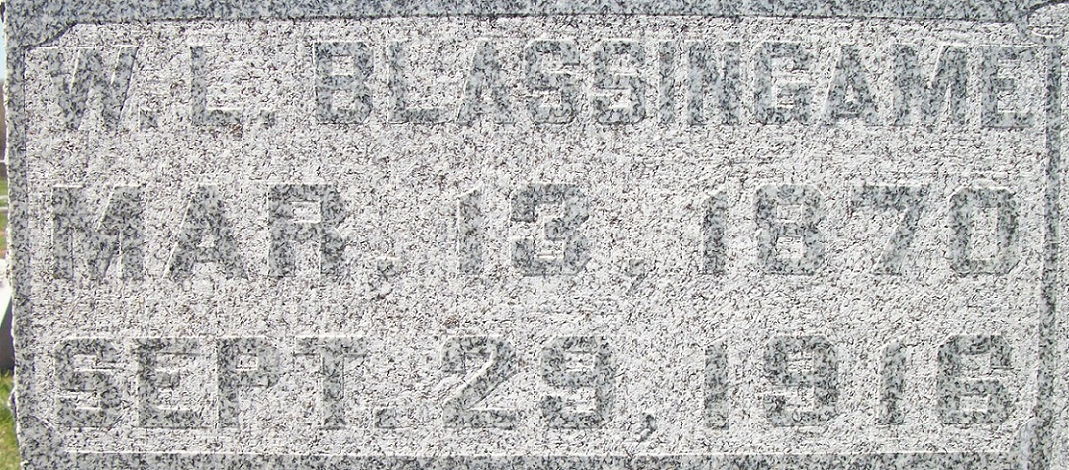 W. L. BLASSINGAME
MAR. 13, 1870
SEPT. 29, 1916